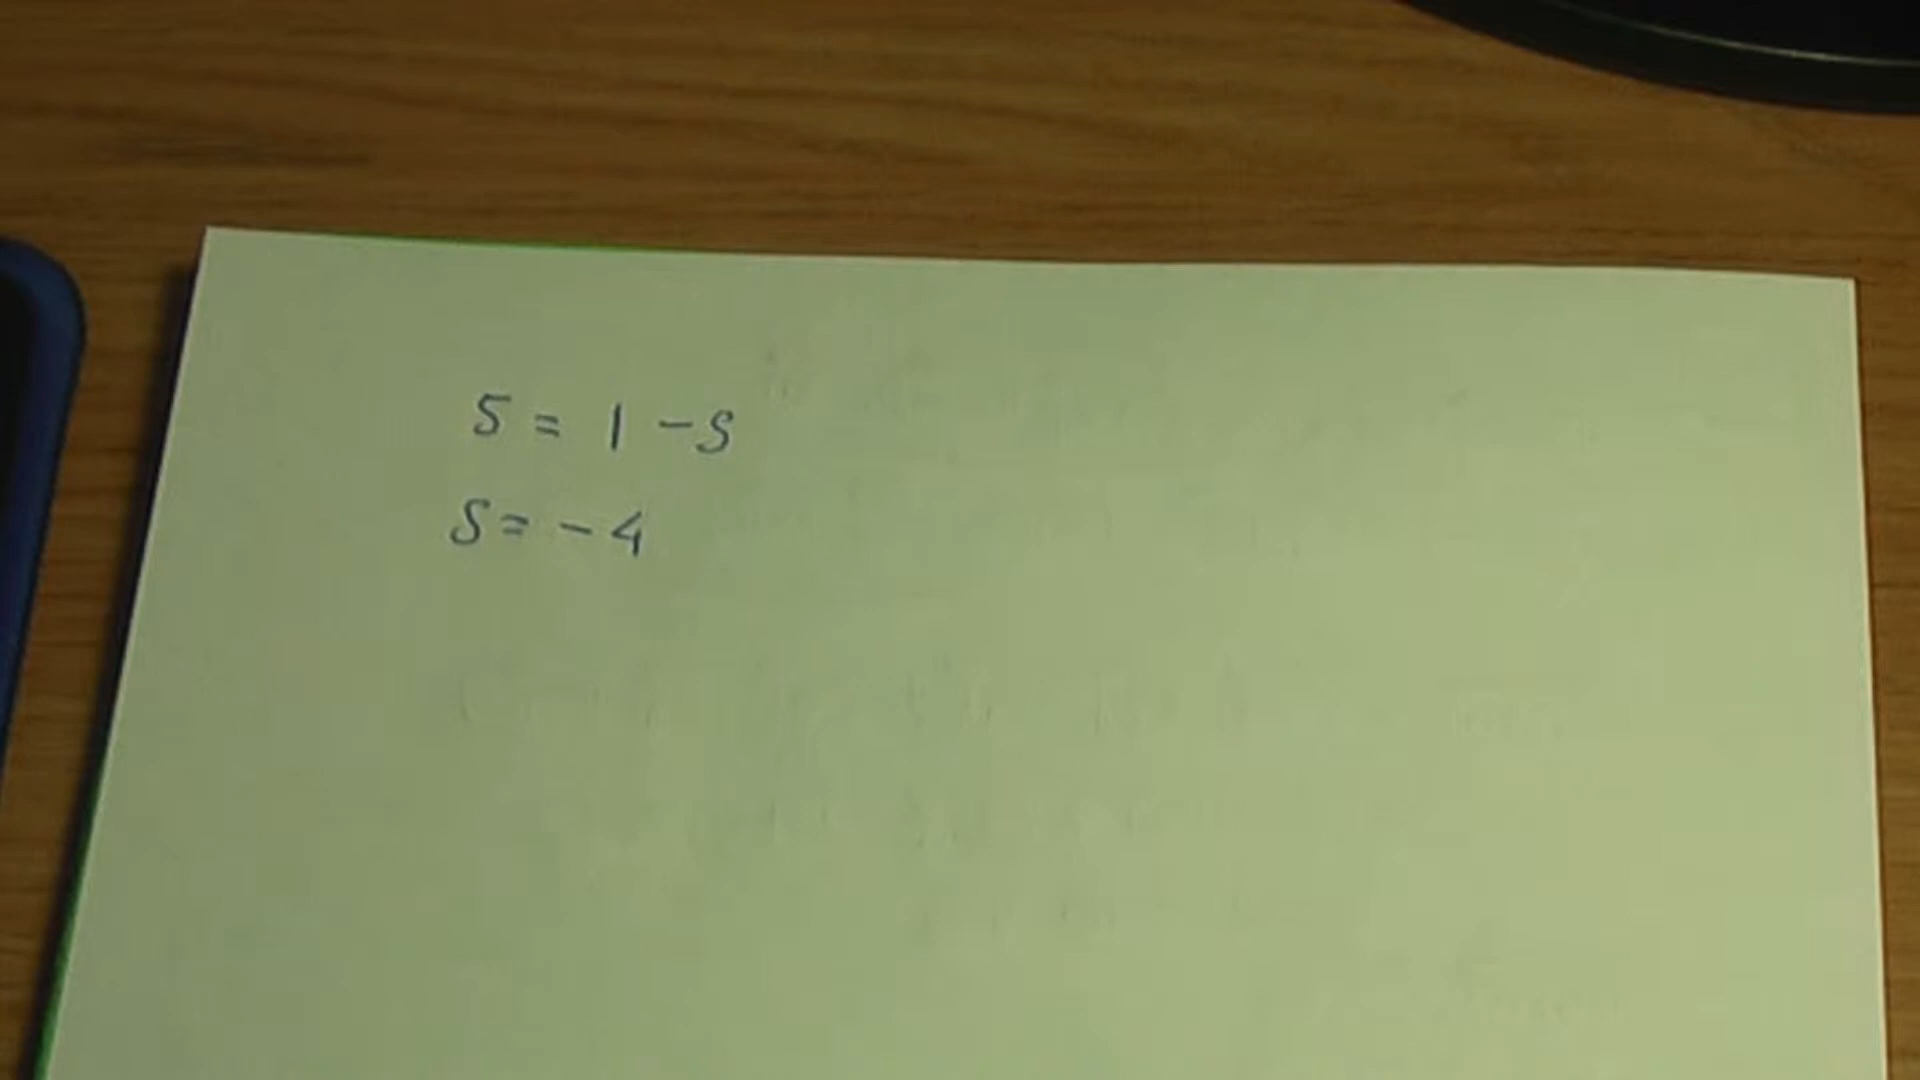 5 = 1 - S
S = - 4